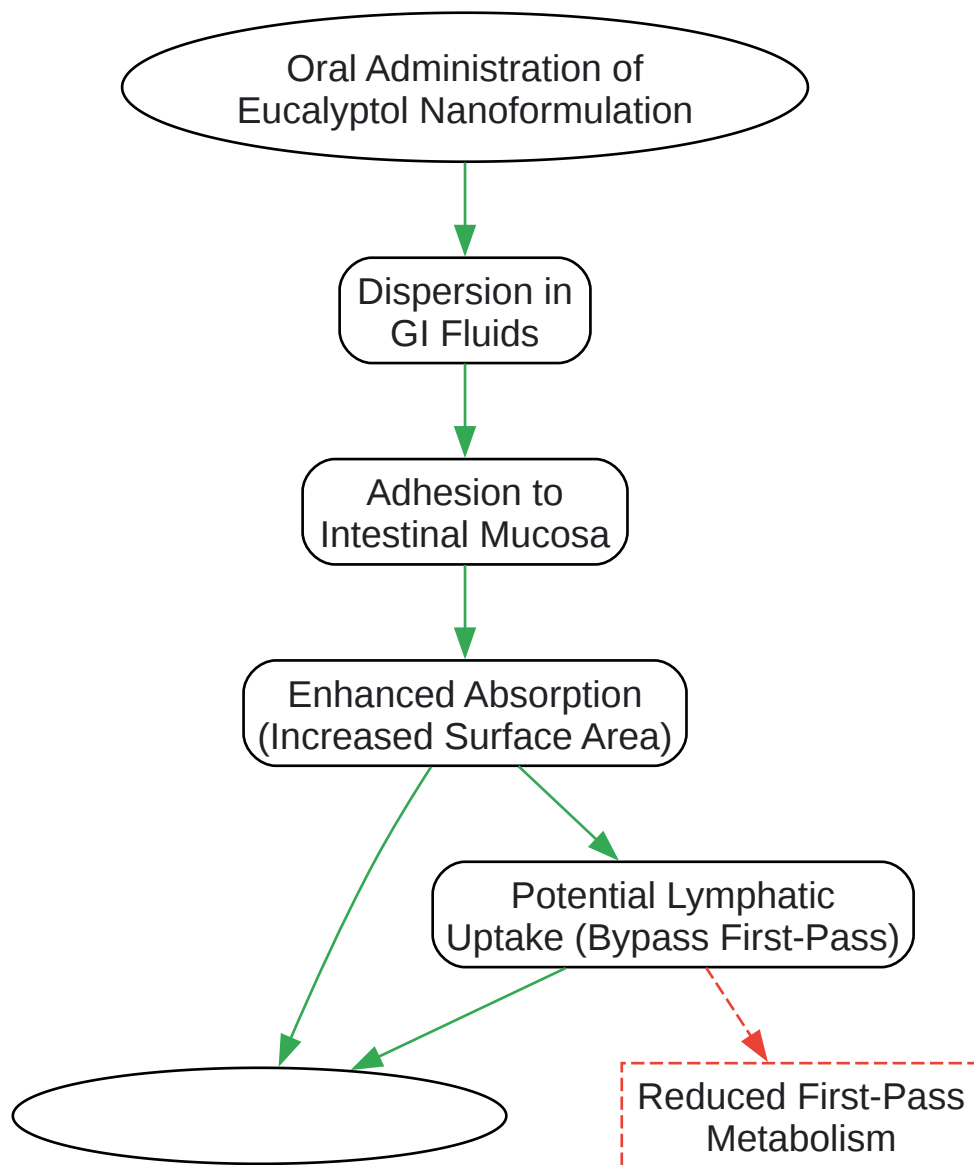 Oral Administration of
Eucalyptol Nanoformulation
Dispersion in
GI Fluids
Adhesion to
Intestinal Mucosa
Enhanced Absorption
(Increased Surface Area)
Potential Lymphatic
Uptake (Bypass First-Pass)
Reduced First-Pass
Metabolism